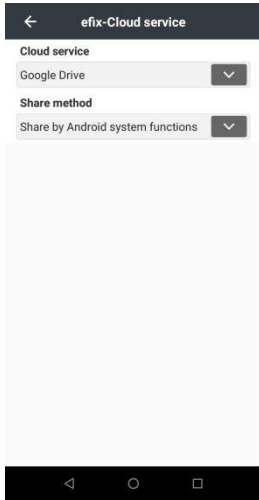 efix-Cloud service
Cloud service
Google Drive
Share method
Share by Android system functions